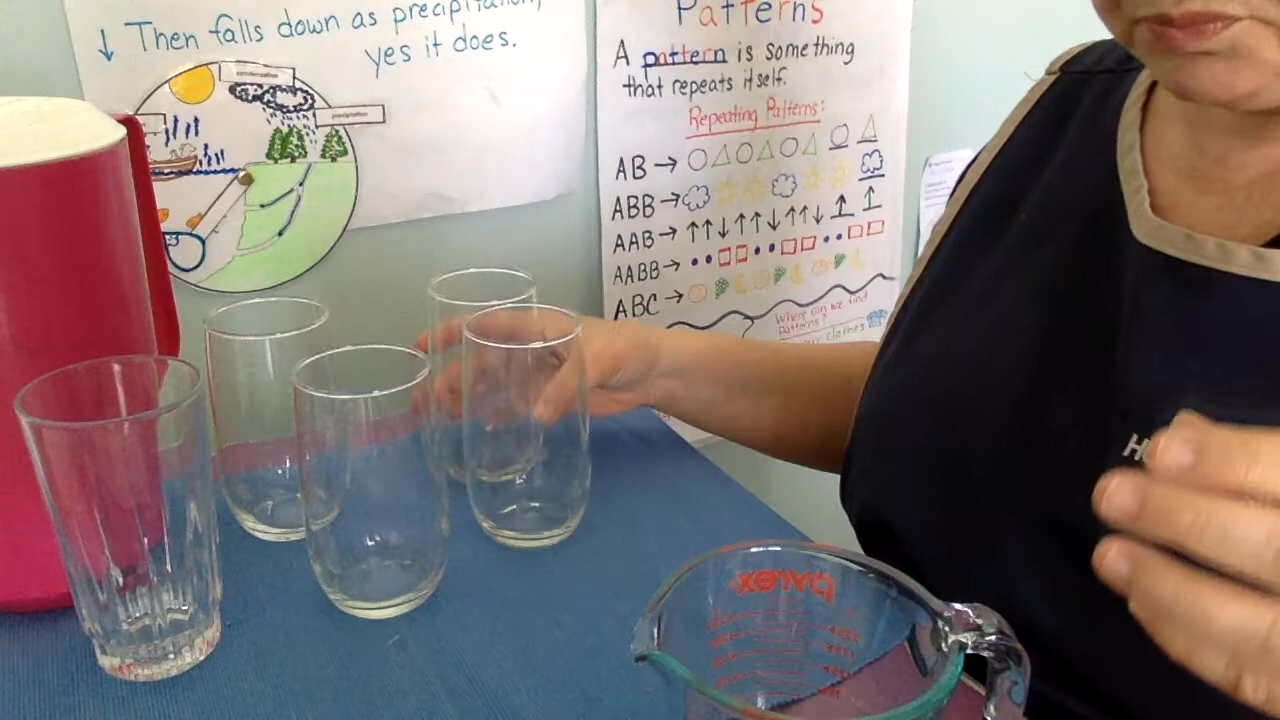 ↓ Then falls down as precipitation,
yes it does.
condensation
precipitation
Patterns
A pattern is something
that repeats itself.
Repeating Patterns:
AB →
ABB →
AAB →
AABB →
ABC →
Where can we find
patterns?
clothes
PYREX